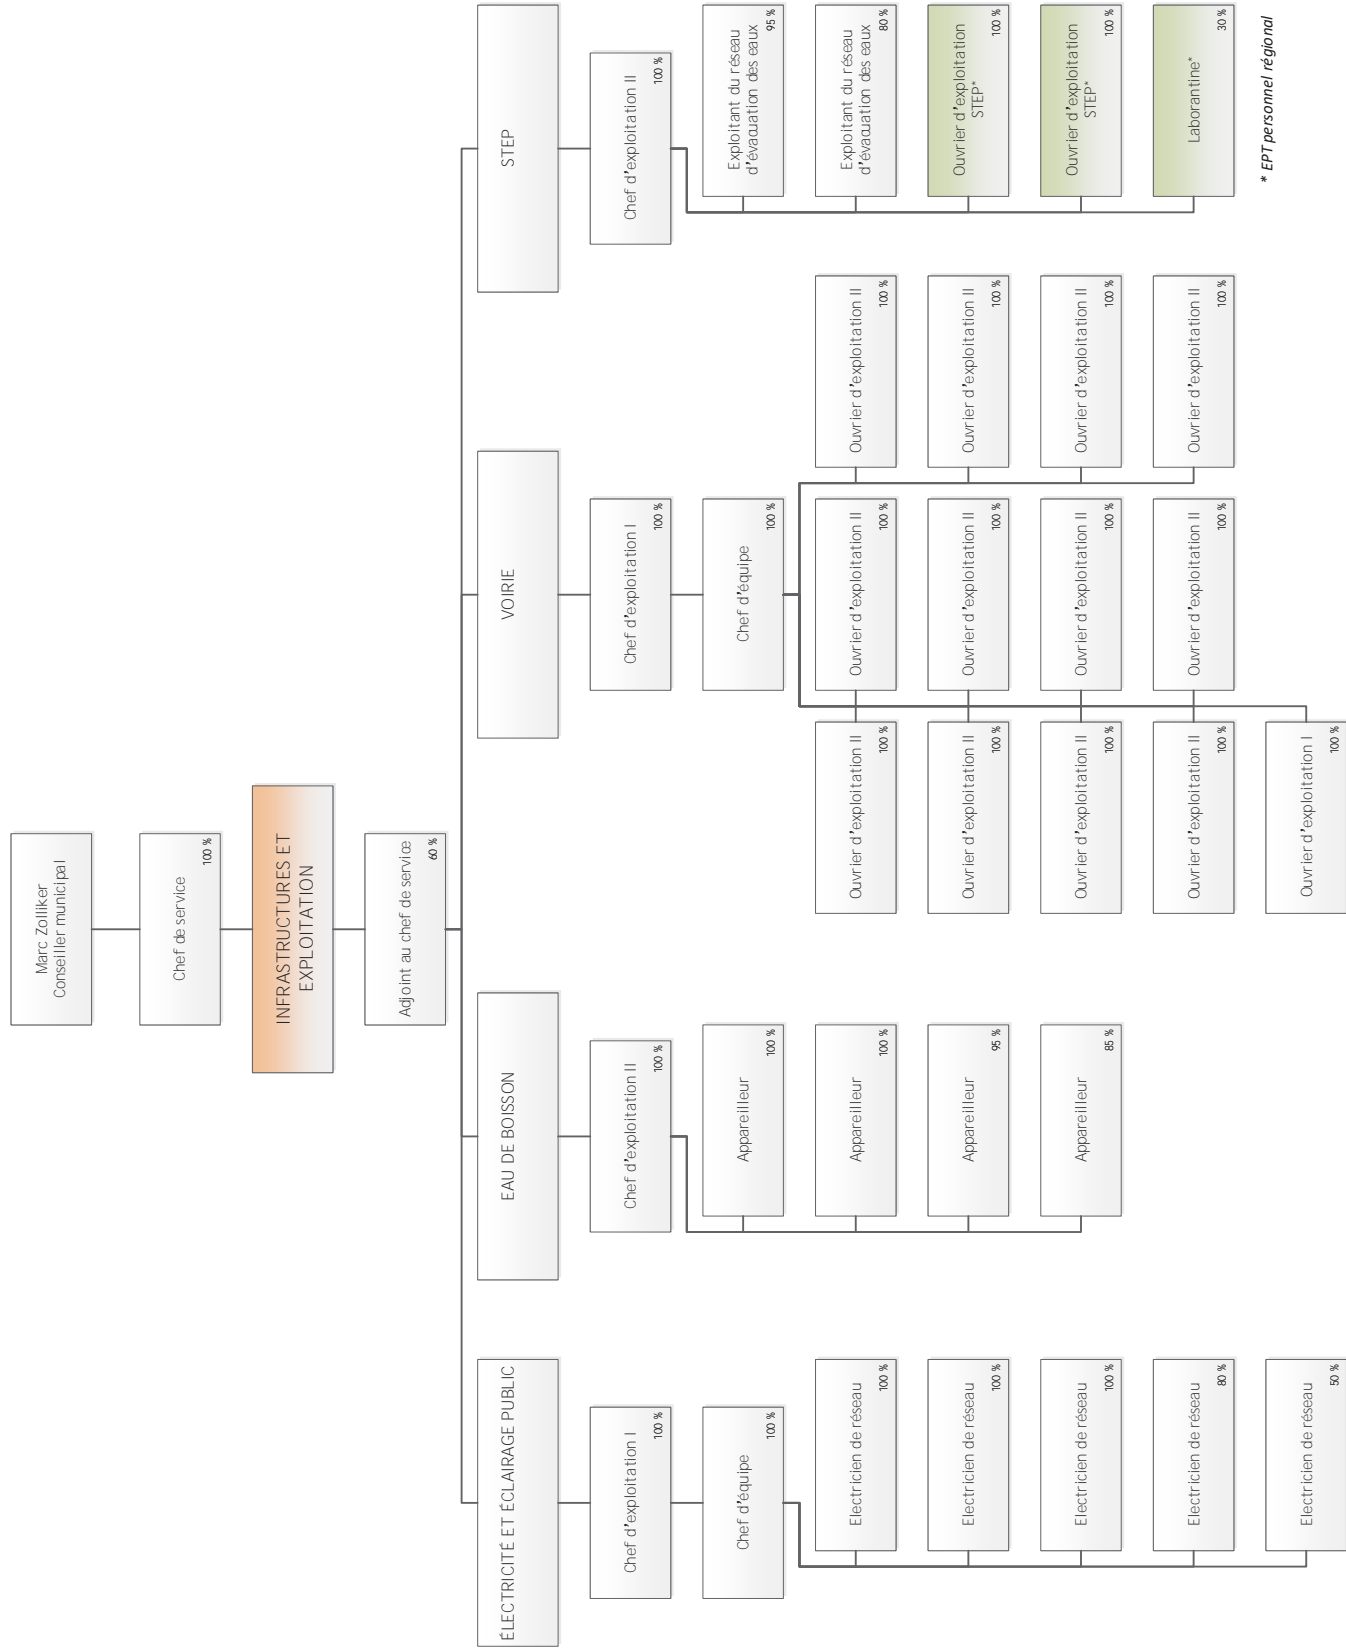 Marc Zolliker
Conseiller municipal
Chef de service
100 %
INFRASTRUCTURES ET
EXPLOITATION
Adjoint au chef de service
60 %
ÉLECTRICITÉ ET ÉCLAIRAGE PUBLIC
Chef d'exploitation I
100 %
Chef d'équipe
100 %
Electricien de réseau
100 %
Electricien de réseau
100 %
Electricien de réseau
100 %
Electricien de réseau
80 %
Electricien de réseau
50 %
EAU DE BOISSON
Chef d'exploitation II
100 %
Appareilleur
100 %
Appareilleur
100 %
Appareilleur
95 %
Appareilleur
85 %
VOIRIE
Chef d'exploitation I
100 %
Chef d'équipe
100 %
Ouvrier d'exploitation II
100 %
Ouvrier d'exploitation II
100 %
Ouvrier d'exploitation II
100 %
Ouvrier d'exploitation II
100 %
Ouvrier d'exploitation I
100 %
Ouvrier d'exploitation II
100 %
Ouvrier d'exploitation II
100 %
Ouvrier d'exploitation II
100 %
Ouvrier d'exploitation II
100 %
Ouvrier d'exploitation II
100 %
Ouvrier d'exploitation II
100 %
Ouvrier d'exploitation II
100 %
Ouvrier d'exploitation II
100 %
STEP
Chef d'exploitation II
100 %
Exploitant du réseau
d'évacuation des eaux
95 %
Exploitant du réseau
d'évacuation des eaux
80 %
Ouvrier d'exploitation
STEP*
100 %
Ouvrier d'exploitation
STEP*
100 %
Laborantine*
30 %
* EPT personnel régional